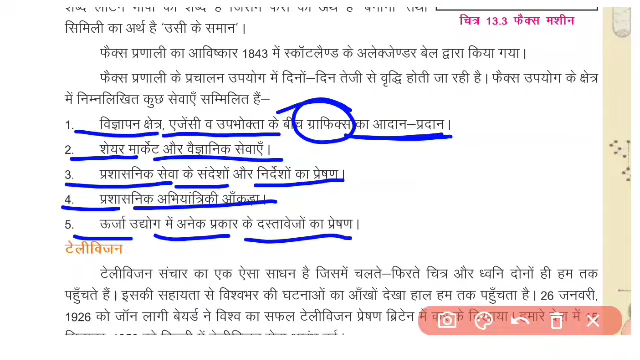 सिमिली का अर्थ है 'उसी के समान'।
चित्र 13.3 फैक्स मशीन
फैक्स प्रणाली का आविष्कार 1843 में स्कॉटलैण्ड के अलेक्जेण्डर बेल द्वारा किया गया।
फैक्स प्रणाली के प्रचालन उपयोग में दिनों-दिन तेजी से वृद्धि होती जा रही है। फैक्स उपयोग के क्षेत्र
में निम्नलिखित कुछ सेवाएँ सम्मिलित हैं-
1. विज्ञापन क्षेत्र, एजेंसी व उपभोक्ता के बीच ग्राफिक्स का आदान-प्रदान।
2. शेयर मार्केट और वैज्ञानिक सेवाएँ।
3. प्रशासनिक सेवा के संदेशों और निर्देशों का प्रेषण।
4. प्रशासनिक अभियांत्रिकी आँकड़ा।
5. ऊर्जा उद्योग में अनेक प्रकार के दस्तावेजों का प्रेषण।
टेलीविजन
टेलीविजन संचार का एक ऐसा साधन है जिसमें चलते-फिरते चित्र और ध्वनि दोनों ही हम तक
पहुँचते हैं। इसकी सहायता से विश्वभर की घटनाओं का आँखों देखा हाल हम तक पहुँचता है। 26 जनवरी,
1926 को जॉन लागी बेयर्ड ने विश्व का सफल टेलीविजन प्रेषण ब्रिटेन में